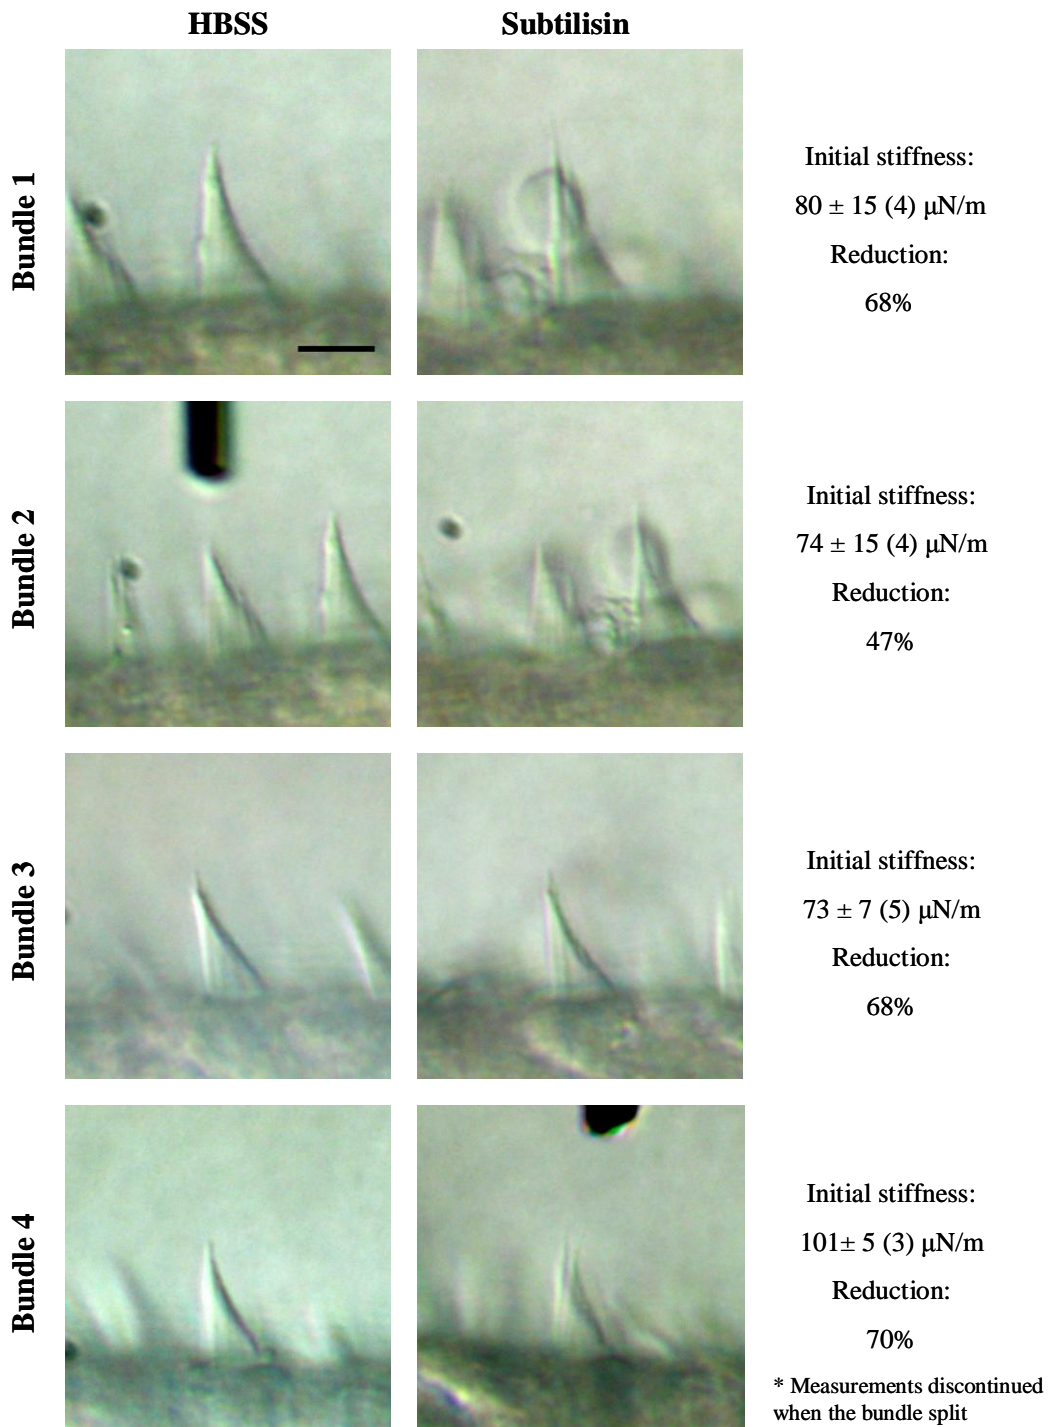 HBSS
Subtilisin
Bundle 1
Initial stiffness:
80 ± 15 (4) μN/m
Reduction:
68%
Bundle 2
Initial stiffness:
74 ± 15 (4) μN/m
Reduction:
47%
Bundle 3
Initial stiffness:
73 ± 7 (5) μN/m
Reduction:
68%
Bundle 4
Initial stiffness:
101± 5 (3) μN/m
Reduction:
70%
* Measurements discontinued
when the bundle split